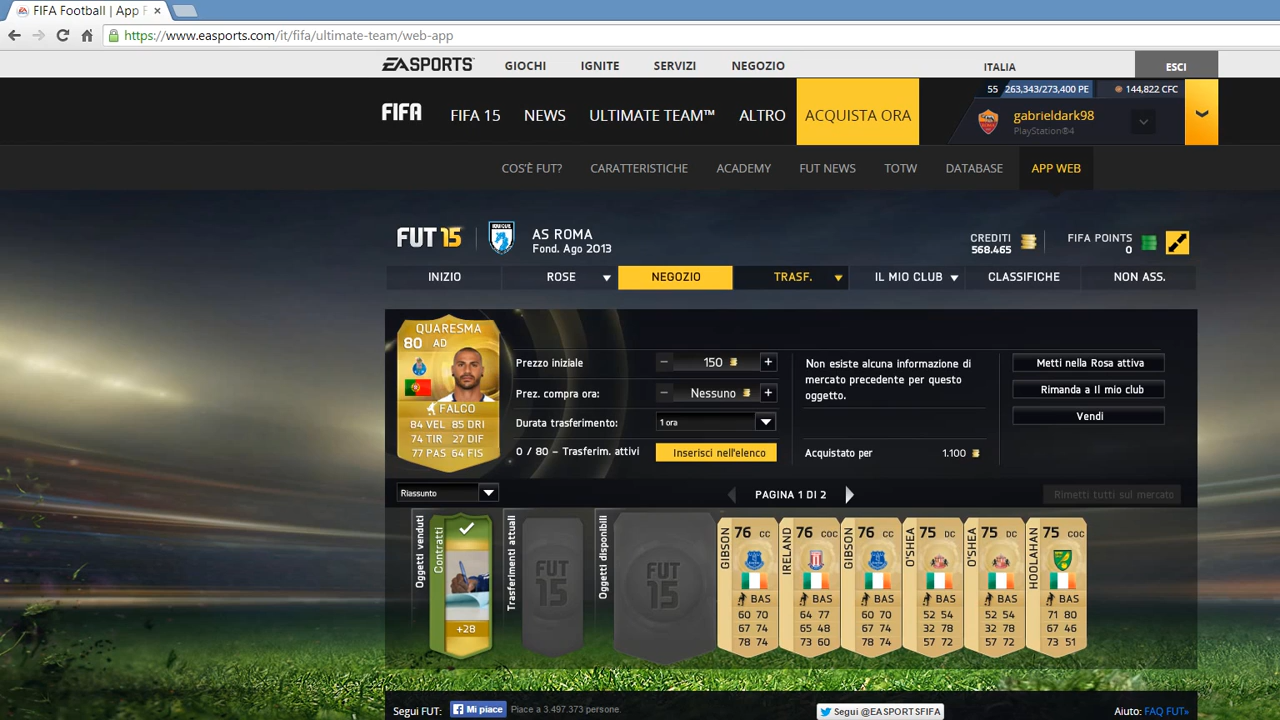 FIFA Football | App F
https://www.easports.com/it/fifa/ultimate-team/web-app
EA SPORTS GIOCHI IGNITE SERVIZI NEGOZIO ITALIA ESCI
FIFA FIFA 15 NEWS ULTIMATE TEAM™ ALTRO ACQUISTA ORA
55 263,343/273,400 PE 144,822 CFC
gabrieldark98
PlayStation®4
COS'È FUT? CARATTERISTICHE ACADEMY FUT NEWS TOTW DATABASE APP WEB
FUT 15
AS ROMA
Fond. Ago 2013
CREDITI
568.465
FIFA POINTS
0
INIZIO ROSE NEGOZIO TRASF. IL MIO CLUB CLASSIFICHE NON ASS.
QUARESMA
80 AD
FALCO
84 VEL 85 DRI
74 TIR 27 DIF
77 PAS 64 FIS
Prezzo iniziale − 150 +
Prez. compra ora: − Nessuno +
Durata trasferimento: 1 ora
0 / 80 – Trasferim. attivi Inserisci nell'elenco
Non esiste alcuna informazione di
mercato precedente per questo
oggetto.
Acquistato per 1.100
Metti nella Rosa attiva
Rimanda a Il mio club
Vendi
Riassunto
PAGINA 1 DI 2
Rimetti tutti sul mercato
Oggetti venduti
Contratti
+28
Trasferimenti attuali
FUT
15
Oggetti disponibili
FUT
15
GIBSON
76 CC
BAS
60 70
67 74
78 74
IRELAND
76 COC
BAS
64 77
65 48
73 60
GIBSON
76 CC
BAS
60 70
67 74
78 74
O'SHEA
75 DC
BAS
52 54
32 78
57 72
O'SHEA
75 DC
BAS
52 54
32 78
57 72
HOOLAHAN
75 COC
BAS
71 80
67 46
73 51
Segui FUT: Mi piace Piace a 3.497.373 persone.
Segui @EASPORTSFIFA
Aiuto: FAQ FUT»